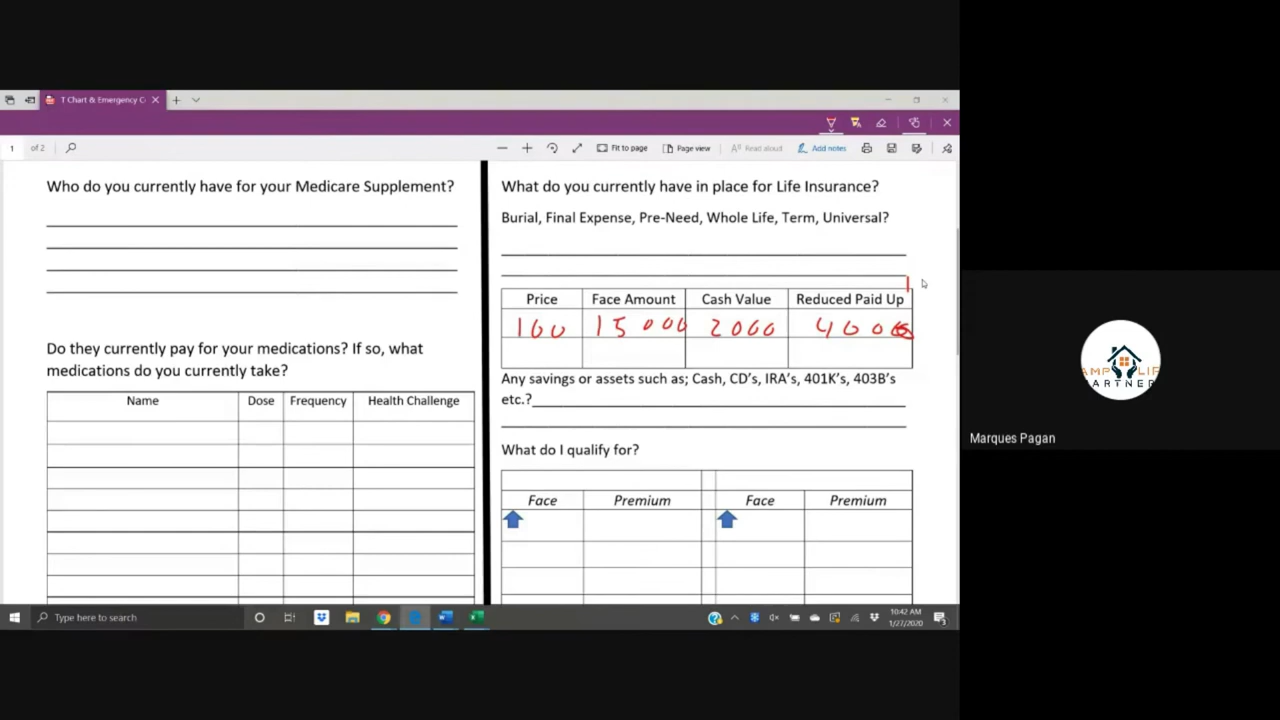 T Chart & Emergency C
1 of 2
Fit to page
Page view
Read aloud
Add notes
Who do you currently have for your Medicare Supplement?
Do they currently pay for your medications? If so, what
medications do you currently take?
Name Dose Frequency Health Challenge
What do you currently have in place for Life Insurance?
Burial, Final Expense, Pre-Need, Whole Life, Term, Universal?
Price Face Amount Cash Value Reduced Paid Up
100 15000 2000 4000
Any savings or assets such as; Cash, CD's, IRA's, 401K's, 403B's
etc.?
What do I qualify for?
Face Premium Face Premium
AMP LIF
PARTNER
Marques Pagan
Type here to search
10:42 AM
1/27/2020